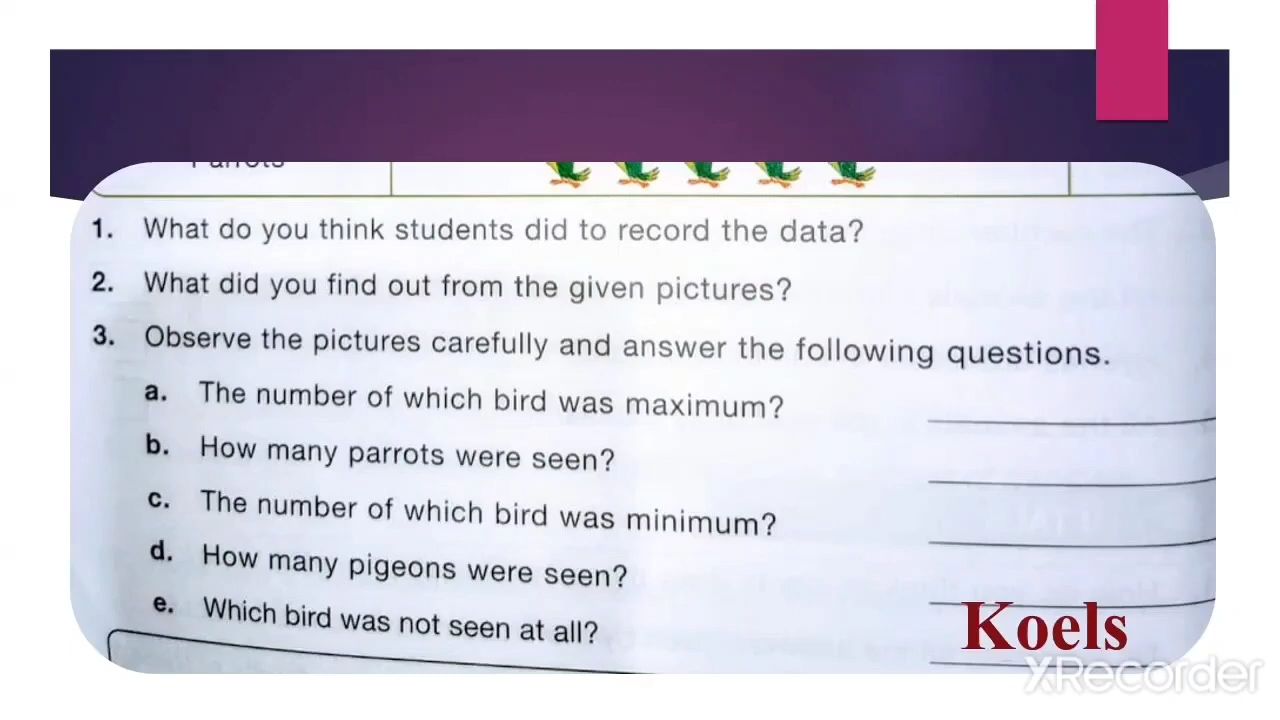 Parrots
1. What do you think students did to record the data?
2. What did you find out from the given pictures?
3. Observe the pictures carefully and answer the following questions.
a. The number of which bird was maximum?
b. How many parrots were seen?
c. The number of which bird was minimum?
d. How many pigeons were seen?
e. Which bird was not seen at all?
Koels
XRecorder